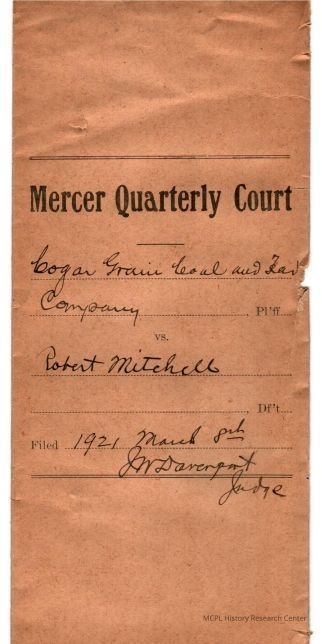 Mercer Quarterly Court
Cogar Grain Coal and
Company Pl'ff.
vs.
Robert Mitchell
Df't.
Filed 1921 March 8th
JW Davenport
Judge
MCPL History Research Center